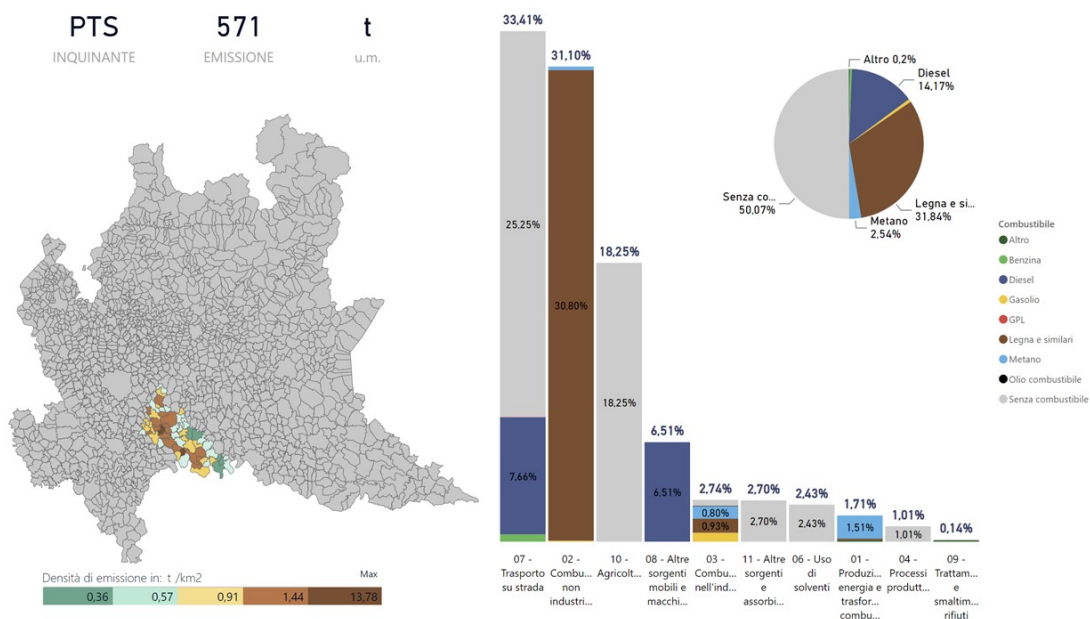 PTS 571 t
INQUINANTE EMISSIONE u.m.
Densità di emissione in: t /km2 Max
0,36 0,57 0,91 1,44 13,78
33,41%
25,25%
7,66%
07 -
Trasporto
su strada
31,10%
30,80%
02 -
Combu...
non
industri...
18,25%
18,25%
10 -
Agricolt...
6,51%
6,51%
08 - Altre
sorgenti
mobili e
macchi...
2,74%
0,80%
0,93%
03 -
Combu...
nell'ind...
2,70%
2,70%
11 - Altre
sorgenti
e
assorbi...
2,43%
2,43%
06 - Uso
di
solventi
1,71%
1,51%
01 -
Produzi...
energia e
trasfor...
combu...
1,01%
1,01%
04 -
Processi
produtt...
0,14%
09 -
Trattam...
e
smaltim...
rifiuti
Altro 0,2%
Diesel
14,17%
Legna e si...
31,84%
Metano
2,54%
Senza co...
50,07%
Combustibile
Altro
Benzina
Diesel
Gasolio
GPL
Legna e similari
Metano
Olio combustibile
Senza combustibile